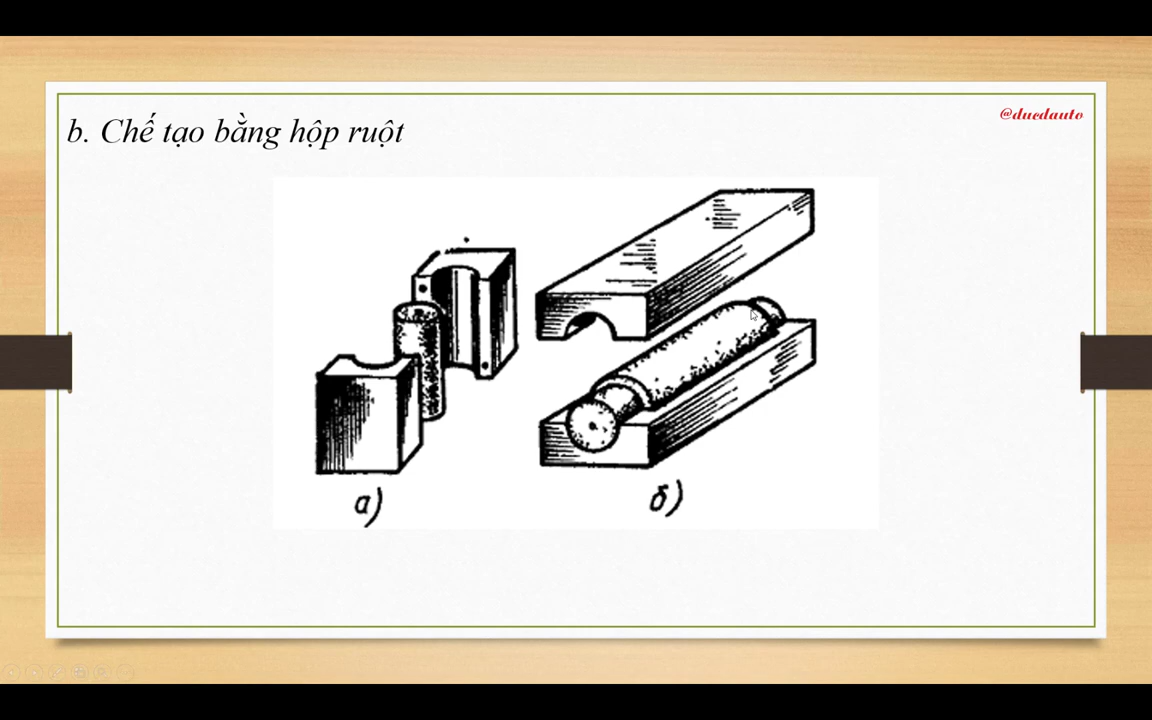 @ducdauto
b. Chế tạo bằng hộp ruột
a)
б)